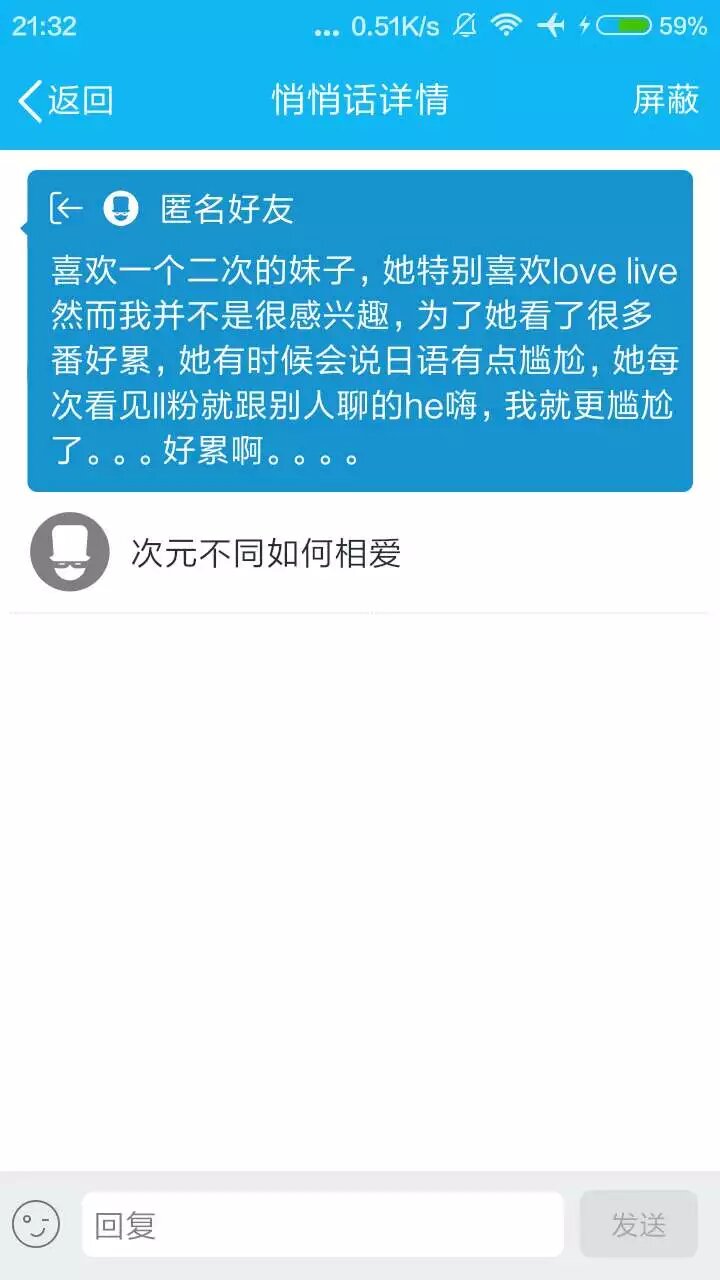 21:32 ... 0.51K/s 59%
返回 悄悄话详情 屏蔽
匿名好友
喜欢一个二次的妹子，她特别喜欢love live
然而我并不是很感兴趣，为了她看了很多
番好累，她有时候会说日语有点尴尬，她每
次看见ll粉就跟别人聊的he嗨，我就更尴尬
了。。。好累啊。。。。
次元不同如何相爱
回复 发送